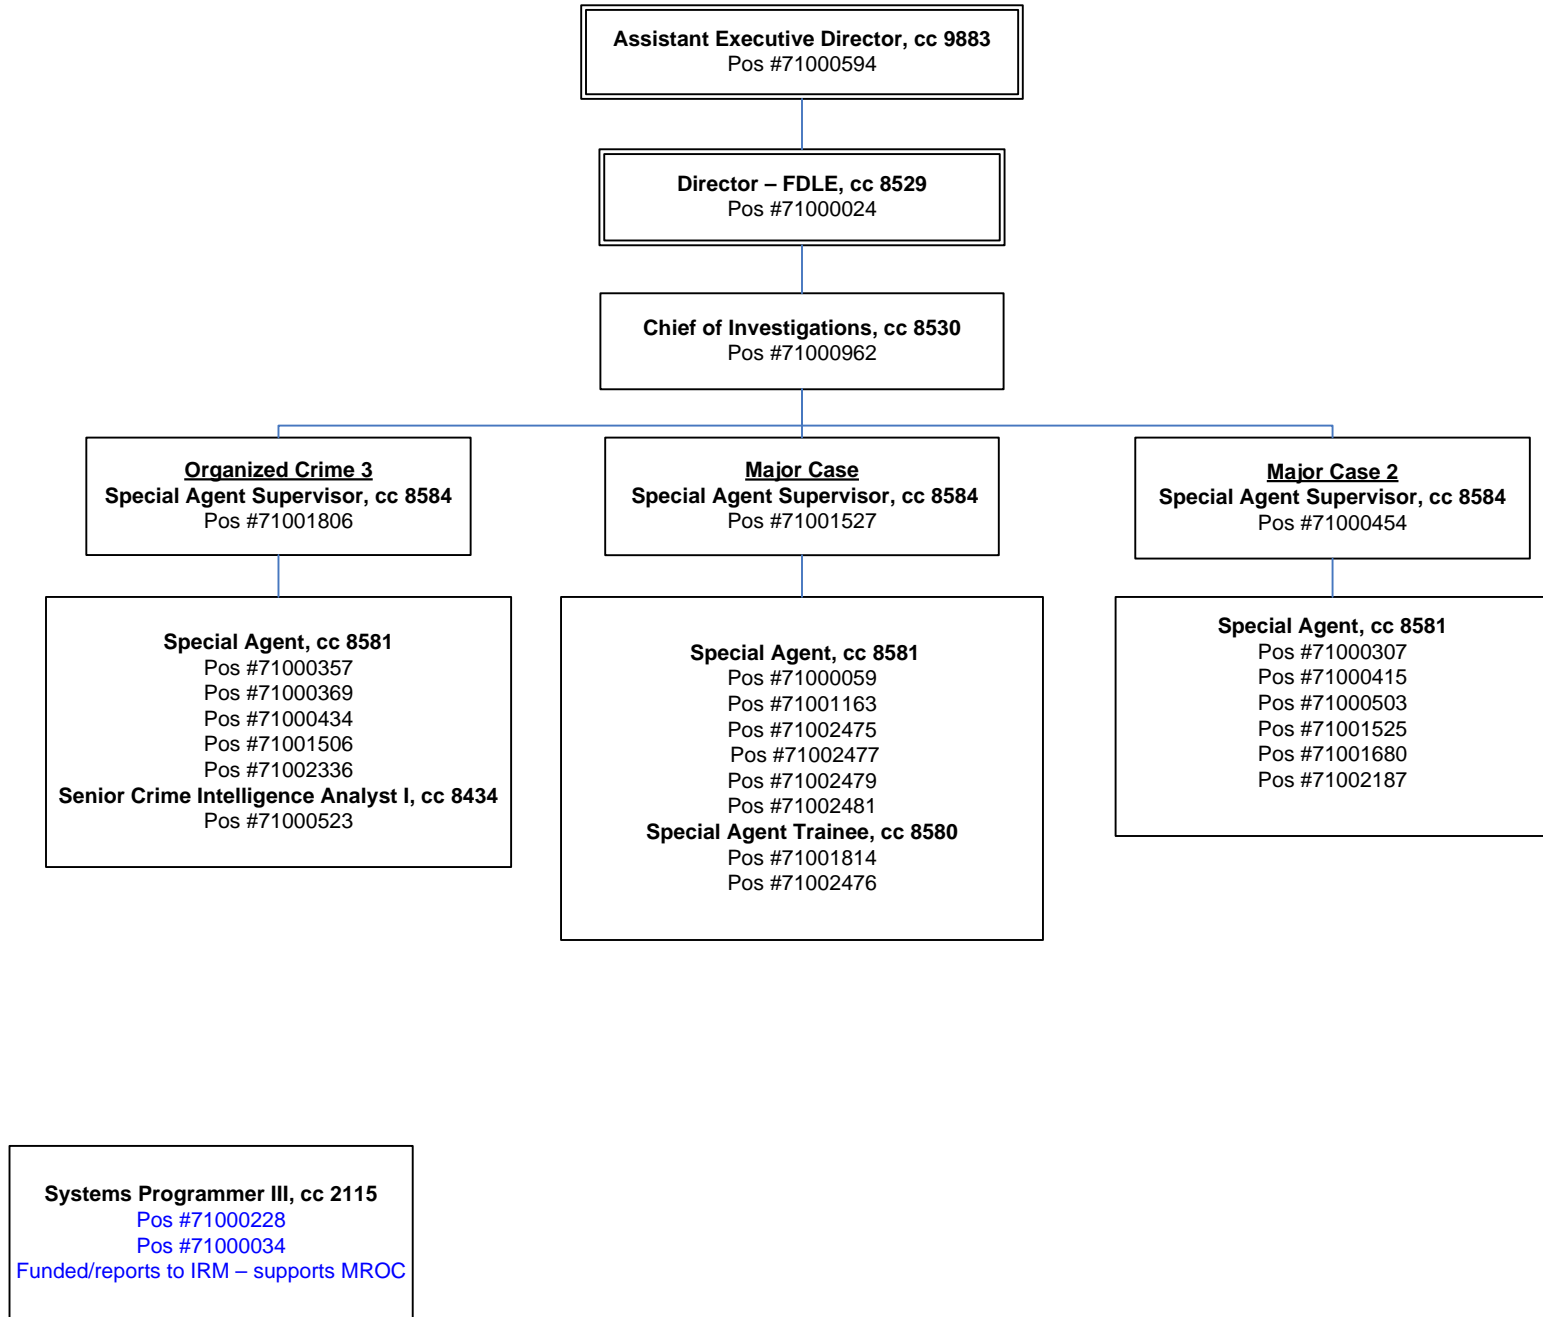 Assistant Executive Director, cc 9883
Pos #71000594
Director – FDLE, cc 8529
Pos #71000024
Chief of Investigations, cc 8530
Pos #71000962
Organized Crime 3
Special Agent Supervisor, cc 8584
Pos #71001806
Major Case
Special Agent Supervisor, cc 8584
Pos #71001527
Major Case 2
Special Agent Supervisor, cc 8584
Pos #71000454
Special Agent, cc 8581
Pos #71000357
Pos #71000369
Pos #71000434
Pos #71001506
Pos #71002336
Senior Crime Intelligence Analyst I, cc 8434
Pos #71000523
Special Agent, cc 8581
Pos #71000059
Pos #71001163
Pos #71002475
Pos #71002477
Pos #71002479
Pos #71002481
Special Agent Trainee, cc 8580
Pos #71001814
Pos #71002476
Special Agent, cc 8581
Pos #71000307
Pos #71000415
Pos #71000503
Pos #71001525
Pos #71001680
Pos #71002187
Systems Programmer III, cc 2115
Pos #71000228
Pos #71000034
Funded/reports to IRM – supports MROC